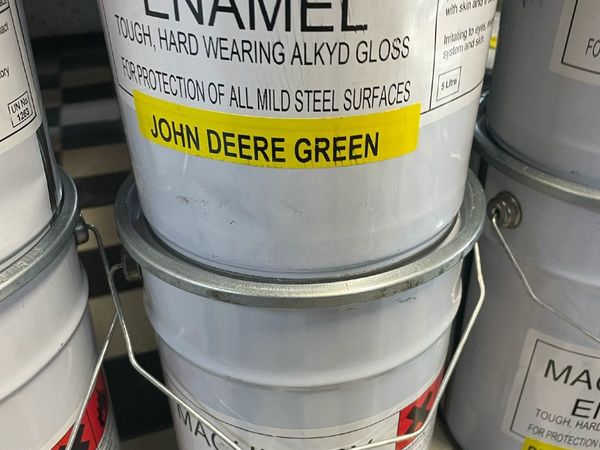 ENAMEL
TOUGH, HARD WEARING ALKYD GLOSS
FOR PROTECTION OF ALL MILD STEEL SURFACES
JOHN DEERE GREEN
with skin and
Irritating to eyes,
system and skin.
5 Litre
UN No
1263
MAC
EN
TOUGH, HARD
FOR PROTECTION